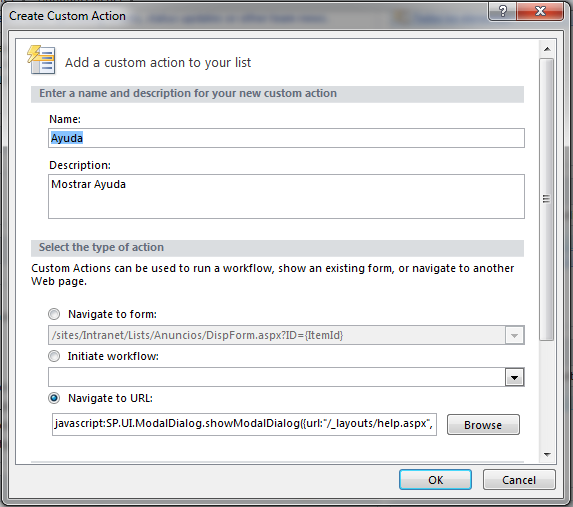 Create Custom Action
Add a custom action to your list
Enter a name and description for your new custom action
Name:
Ayuda
Description:
Mostrar Ayuda
Select the type of action
Custom Actions can be used to run a workflow, show an existing form, or navigate to another
Web page.
Navigate to form:
/sites/Intranet/Lists/Anuncios/DispForm.aspx?ID={ItemId}
Initiate workflow:
Navigate to URL:
javascript:SP.UI.ModalDialog.showModalDialog({url:"/_layouts/help.aspx",
Browse
OK
Cancel